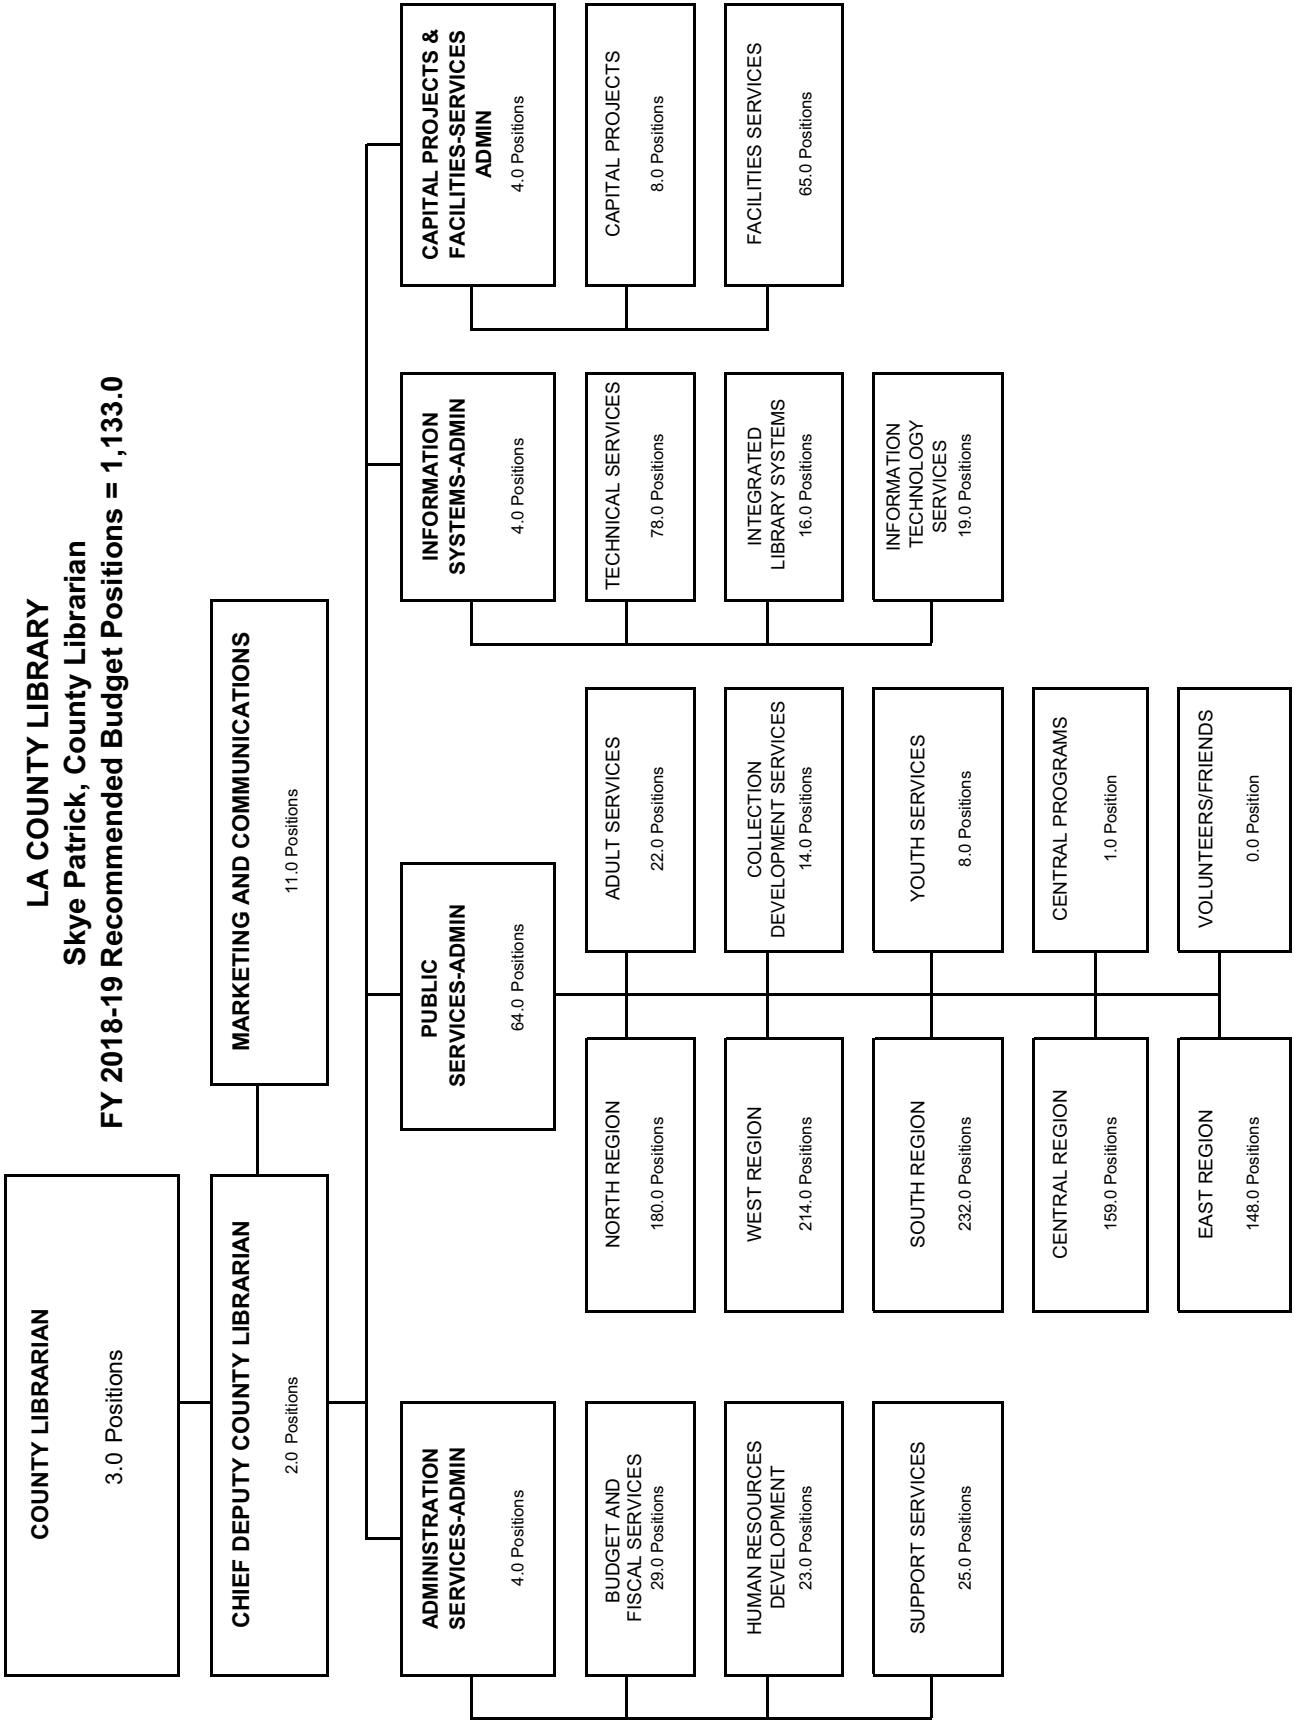 LA COUNTY LIBRARY
Skye Patrick, County Librarian
FY 2018-19 Recommended Budget Positions = 1,133.0
COUNTY LIBRARIAN
3.0 Positions
CHIEF DEPUTY COUNTY LIBRARIAN
2.0 Positions
MARKETING AND COMMUNICATIONS
11.0 Positions
ADMINISTRATION
SERVICES-ADMIN
4.0 Positions
BUDGET AND
FISCAL SERVICES
29.0 Positions
HUMAN RESOURCES
DEVELOPMENT
23.0 Positions
SUPPORT SERVICES
25.0 Positions
PUBLIC
SERVICES-ADMIN
64.0 Positions
NORTH REGION
180.0 Positions
WEST REGION
214.0 Positions
SOUTH REGION
232.0 Positions
CENTRAL REGION
159.0 Positions
EAST REGION
148.0 Positions
ADULT SERVICES
22.0 Positions
COLLECTION
DEVELOPMENT SERVICES
14.0 Positions
YOUTH SERVICES
8.0 Positions
CENTRAL PROGRAMS
1.0 Position
VOLUNTEERS/FRIENDS
0.0 Position
INFORMATION
SYSTEMS-ADMIN
4.0 Positions
TECHNICAL SERVICES
78.0 Positions
INTEGRATED
LIBRARY SYSTEMS
16.0 Positions
INFORMATION
TECHNOLOGY
SERVICES
19.0 Positions
CAPITAL PROJECTS &
FACILITIES-SERVICES
ADMIN
4.0 Positions
CAPITAL PROJECTS
8.0 Positions
FACILITIES SERVICES
65.0 Positions